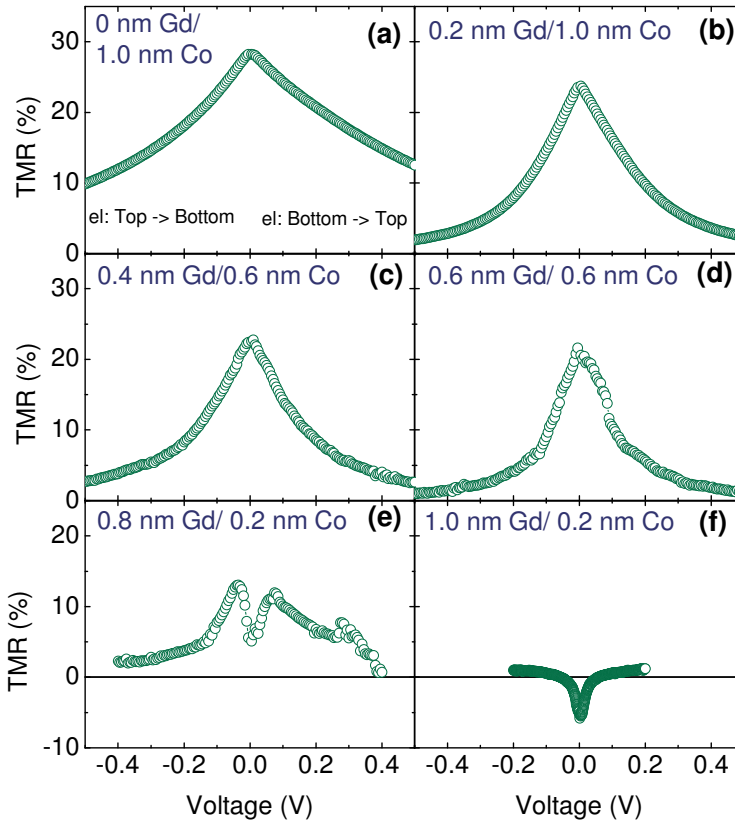 0 nm Gd/
1.0 nm Co
(a)
0.2 nm Gd/1.0 nm Co
(b)
30
20
10
0
TMR (%)
el: Top -> Bottom
el: Bottom -> Top
0.4 nm Gd/0.6 nm Co
(c)
0.6 nm Gd/ 0.6 nm Co
(d)
30
20
10
0
TMR (%)
0.8 nm Gd/ 0.2 nm Co
(e)
1.0 nm Gd/ 0.2 nm Co
(f)
20
10
0
-10
TMR (%)
-0.4 -0.2 0.0 0.2 0.4
-0.4 -0.2 0.0 0.2 0.4
Voltage (V)
Voltage (V)